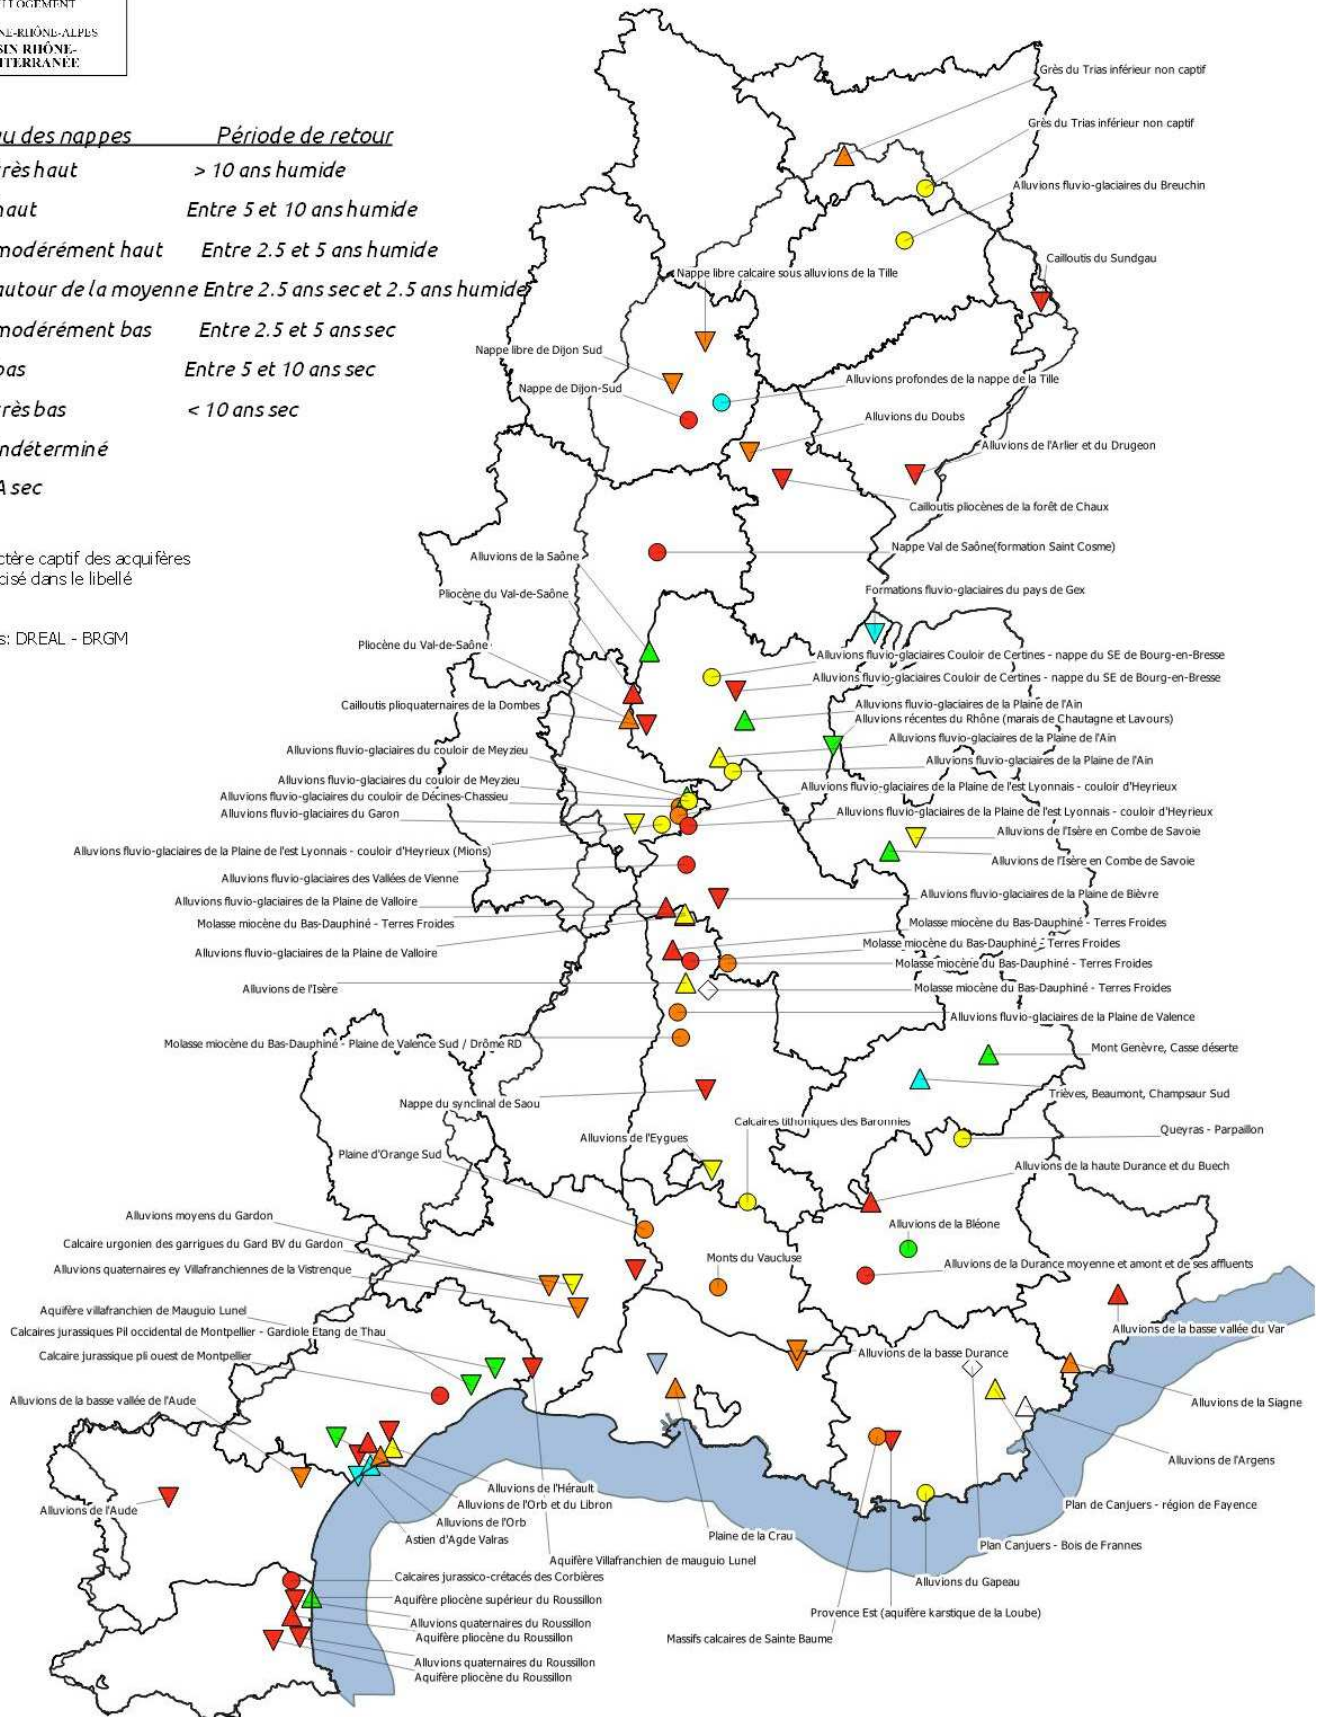 U LOGEMENT
NE-RHÔNE-ALPES
SIN RHÔNE-
ITERRANÉE
u des nappes Période de retour
rès haut > 10 ans humide
haut Entre 5 et 10 ans humide
modérément haut Entre 2.5 et 5 ans humide
autour de la moyenne Entre 2.5 ans sec et 2.5 ans humide
modérément bas Entre 2.5 et 5 ans sec
bas Entre 5 et 10 ans sec
rès bas < 10 ans sec
ndéterminé
A sec
ctère captif des acquifères
cisé dans le libellé
s: DREAL - BRGM
Grès du Trias inférieur non captif
Grès du Trias inférieur non captif
Alluvions fluvio-glaciaires du Breuchin
Cailloutis du Sundgau
Nappe libre calcaire sous alluvions de la Tille
Nappe libre de Dijon Sud
Alluvions profondes de la nappe de la Tille
Nappe de Dijon-Sud
Alluvions du Doubs
Alluvions de l'Arlier et du Drugeon
Cailloutis pliocènes de la forêt de Chaux
Nappe Val de Saône(formation Saint Cosme)
Alluvions de la Saône
Formations fluvio-glaciaires du pays de Gex
Pliocène du Val-de-Saône
Pliocène du Val-de-Saône
Alluvions fluvio-glaciaires Couloir de Certines - nappe du SE de Bourg-en-Bresse
Alluvions fluvio-glaciaires Couloir de Certines - nappe du SE de Bourg-en-Bresse
Cailloutis plioquaternaires de la Dombes
Alluvions fluvio-glaciaires de la Plaine de l'Ain
Alluvions récentes du Rhône (marais de Chautagne et Lavours)
Alluvions fluvio-glaciaires de la Plaine de l'Ain
Alluvions fluvio-glaciaires du couloir de Meyzieu
Alluvions fluvio-glaciaires de la Plaine de l'Ain
Alluvions fluvio-glaciaires du couloir de Meyzieu
Alluvions fluvio-glaciaires de la Plaine de l'est Lyonnais - couloir d'Heyrieux
Alluvions fluvio-glaciaires du couloir de Décines-Chassieu
Alluvions fluvio-glaciaires du Garon
Alluvions fluvio-glaciaires de la Plaine de l'est Lyonnais - couloir d'Heyrieux
Alluvions de l'Isère en Combe de Savoie
Alluvions fluvio-glaciaires de la Plaine de l'est Lyonnais - couloir d'Heyrieux (Mions)
Alluvions de l'Isère en Combe de Savoie
Alluvions fluvio-glaciaires des Vallées de Vienne
Alluvions fluvio-glaciaires de la Plaine de Bièvre
Alluvions fluvio-glaciaires de la Plaine de Valloire
Molasse miocène du Bas-Dauphiné - Terres Froides
Molasse miocène du Bas-Dauphiné - Terres Froides
Molasse miocène du Bas-Dauphiné - Terres Froides
Alluvions fluvio-glaciaires de la Plaine de Valloire
Molasse miocène du Bas-Dauphiné - Terres Froides
Alluvions de l'Isère
Molasse miocène du Bas-Dauphiné - Terres Froides
Alluvions fluvio-glaciaires de la Plaine de Valence
Molasse miocène du Bas-Dauphiné - Plaine de Valence Sud / Drôme RD
Mont Genèvre, Casse déserte
Nappe du synclinal de Saou
Trièves, Beaumont, Champsaur Sud
Calcaires tithoniques des Baronnies
Queyras - Parpaillon
Alluvions de l'Eygues
Plaine d'Orange Sud
Alluvions de la haute Durance et du Buech
Alluvions moyens du Gardon
Alluvions de la Bléone
Calcaire urgonien des garrigues du Gard BV du Gardon
Monts du Vaucluse
Alluvions de la Durance moyenne et amont et de ses affluents
Alluvions quaternaires ey Villafranchiennes de la Vistrenque
Aquifère villafranchien de Mauguio Lunel
Calcaires jurassiques Pil occidental de Montpellier - Gardiole Etang de Thau
Alluvions de la basse vallée du Var
Calcaire jurassique pli ouest de Montpellier
Alluvions de la basse Durance
Alluvions de la basse vallée de l'Aude
Alluvions de la Siagne
Alluvions de l'Argens
Alluvions de l'Hérault
Alluvions de l'Orb et du Libron
Plan de Canjuers - région de Fayence
Alluvions de l'Aude
Alluvions de l'Orb
Astien d'Agde Valras
Plaine de la Crau
Plan Canjuers - Bois de Frannes
Aquifère Villafranchien de mauguio Lunel
Calcaires jurassico-crétacés des Corbières
Alluvions du Gapeau
Aquifère pliocène supérieur du Roussillon
Provence Est (aquifère karstique de la Loube)
Alluvions quaternaires du Roussillon
Aquifère pliocène du Roussillon
Massifs calcaires de Sainte Baume
Alluvions quaternaires du Roussillon
Aquifère pliocène du Roussillon